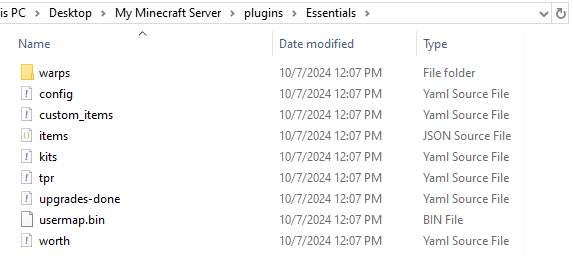 is PC > Desktop > My Minecraft Server > plugins > Essentials >
Name Date modified Type
warps 10/7/2024 12:07 PM File folder
config 10/7/2024 12:07 PM Yaml Source File
custom_items 10/7/2024 12:07 PM Yaml Source File
items 10/7/2024 12:07 PM JSON Source File
kits 10/7/2024 12:07 PM Yaml Source File
tpr 10/7/2024 12:07 PM Yaml Source File
upgrades-done 10/7/2024 12:07 PM Yaml Source File
usermap.bin 10/7/2024 12:07 PM BIN File
worth 10/7/2024 12:07 PM Yaml Source File